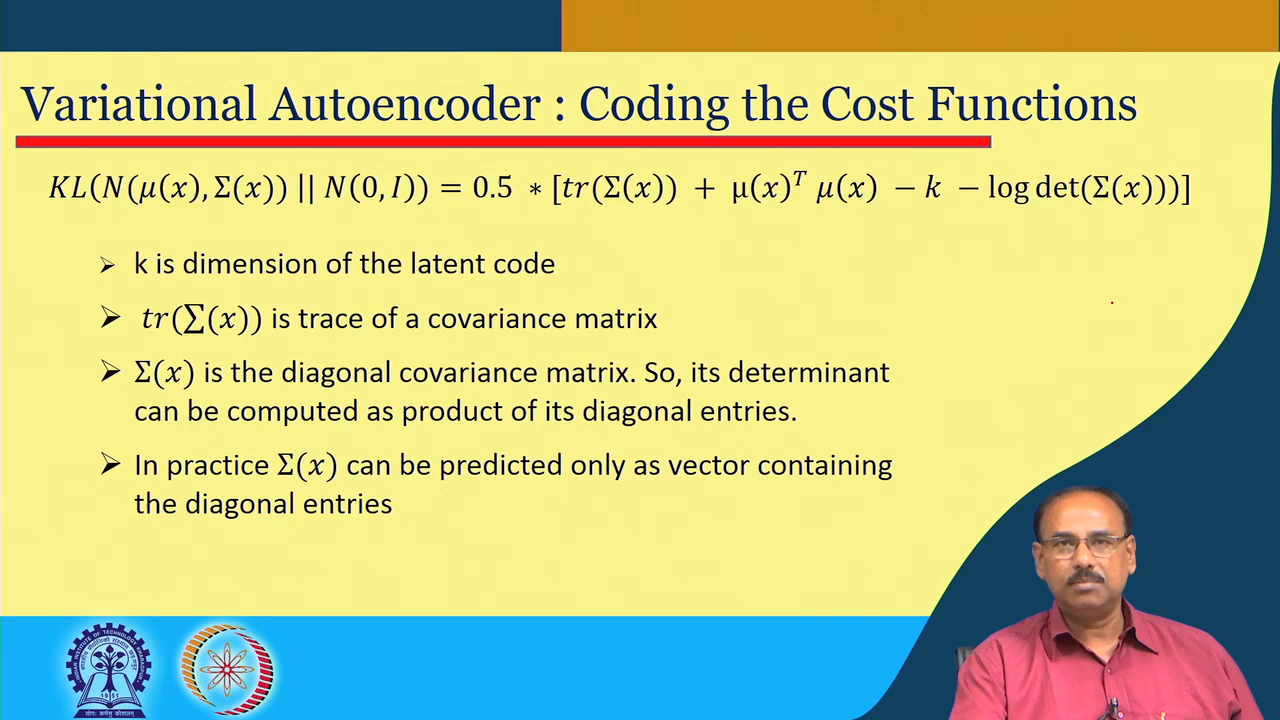 Variational Autoencoder : Coding the Cost Functions
KL(N(μ(x), Σ(x)) || N(0, I)) = 0.5 ∗ [tr(Σ(x)) + μ(x)ᵀ μ(x) − k − log det(Σ(x)))]
➢ k is dimension of the latent code
➢ tr(∑(x)) is trace of a covariance matrix
➢ Σ(x) is the diagonal covariance matrix. So, its determinant
can be computed as product of its diagonal entries.
➢ In practice Σ(x) can be predicted only as vector containing
the diagonal entries
1951